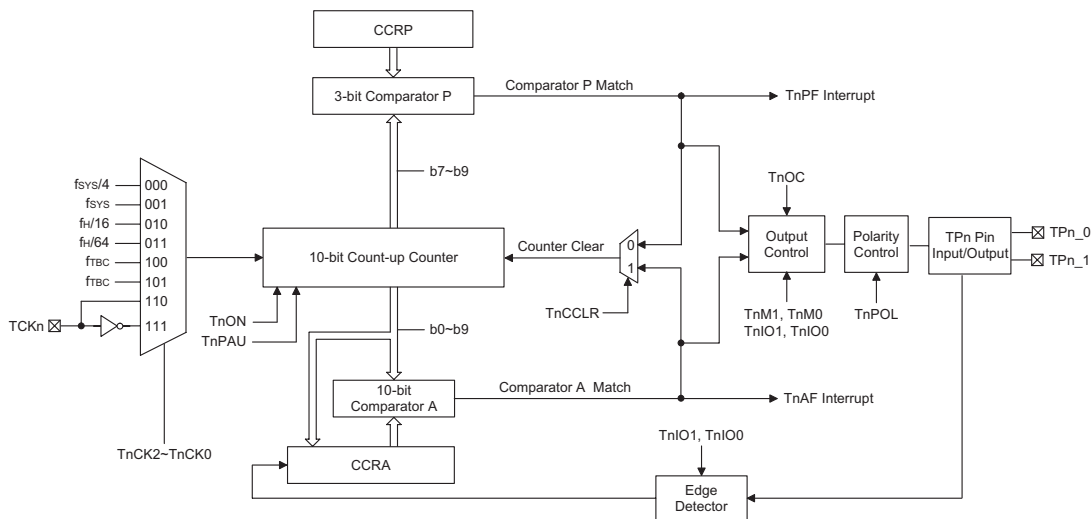 CCRP
3-bit Comparator P
Comparator P Match
TnPF Interrupt
b7~b9
fSYS/4
000
fSYS
001
fH/16
010
fH/64
011
fTBC
100
fTBC
101
110
111
TCKn
TnCK2~TnCK0
10-bit Count-up Counter
TnON
TnPAU
Counter Clear
0
1
TnCCLR
TnOC
Output
Control
TnM1, TnM0
TnIO1, TnIO0
Polarity
Control
TnPOL
TPn Pin
Input/Output
TPn_0
TPn_1
b0~b9
10-bit
Comparator A
Comparator A Match
TnAF Interrupt
CCRA
TnIO1, TnIO0
Edge
Detector